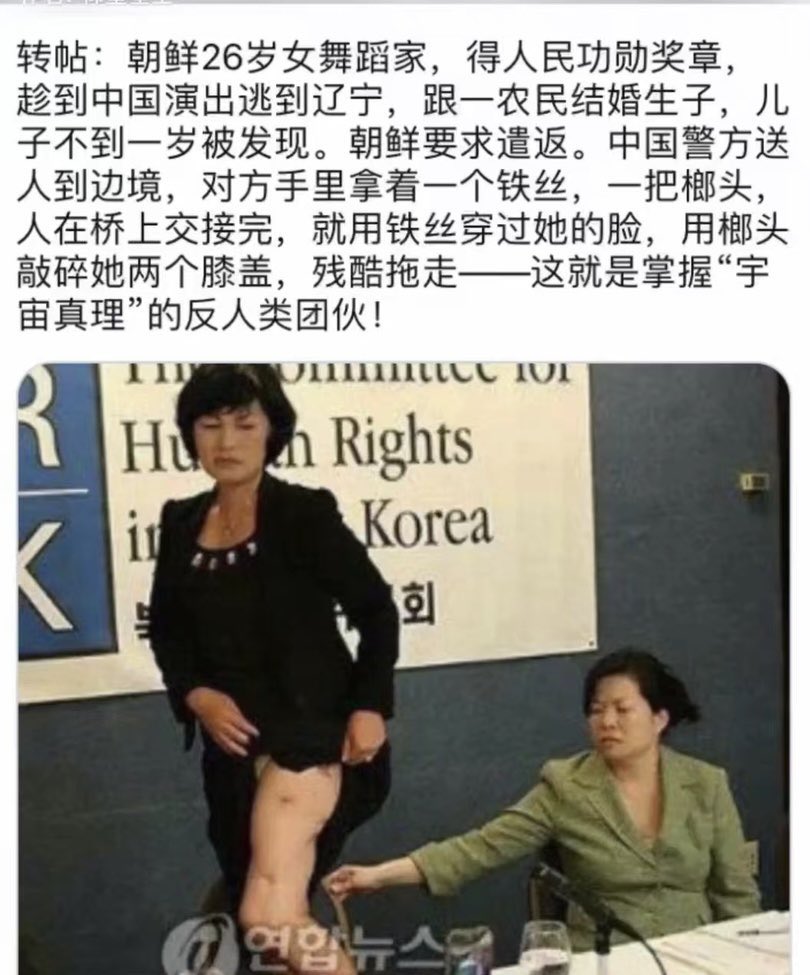 转帖：朝鲜26岁女舞蹈家，得人民功勋奖章，
趁到中国演出逃到辽宁，跟一农民结婚生子，儿
子不到一岁被发现。朝鲜要求遣返。中国警方送
人到边境，对方手里拿着一个铁丝，一把榔头，
人在桥上交接完，就用铁丝穿过她的脸，用榔头
敲碎她两个膝盖，残酷拖走——这就是掌握“宇
宙真理”的反人类团伙！
R
K
Committee for
Hu n Rights
in Korea
회
연합뉴스